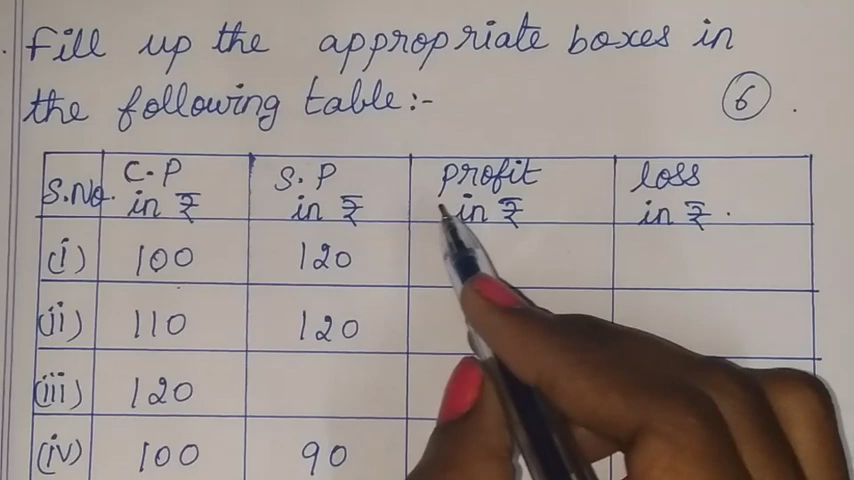 Fill up the appropriate boxes in
the following table:-
6
S.No. C.P in ₹ S.P in ₹ profit in ₹ loss in ₹.
(i) 100 120
(ii) 110 120
(iii) 120
(iv) 100 90